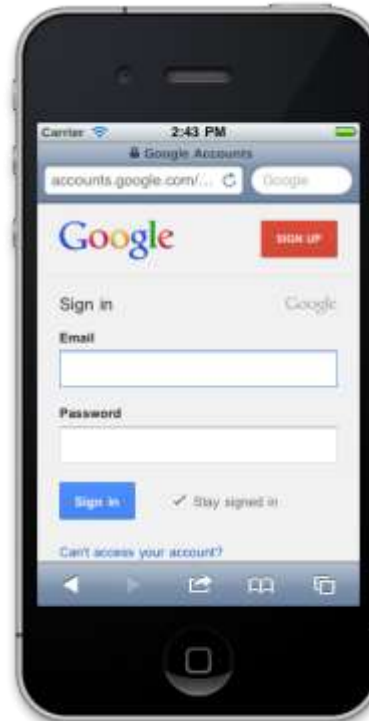 Carrier 2:43 PM
Google Accounts
accounts.google.com/... Google
Google SIGN UP
Sign in Google
Email
Password
Sign in Stay signed in
Can't access your account?